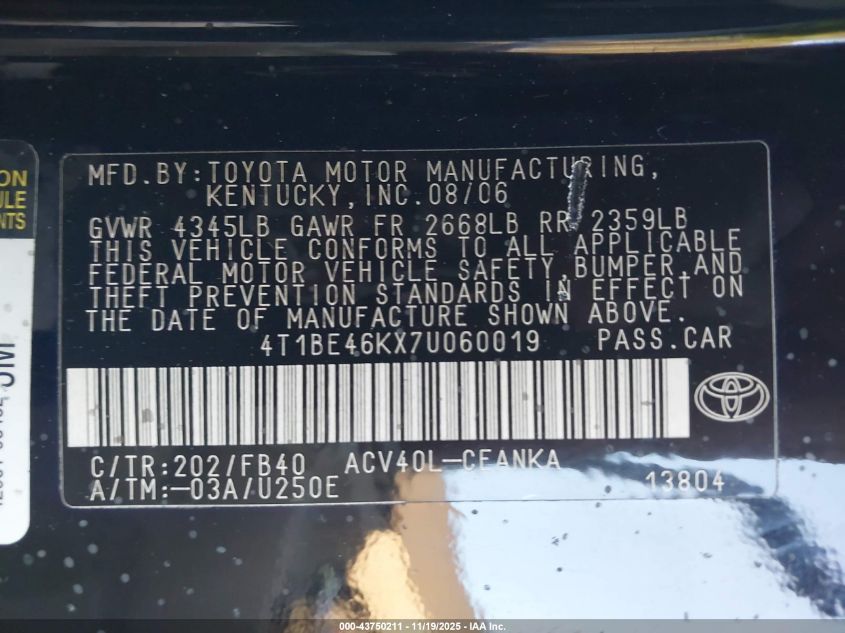 ON
ULE
NTS
MFD.BY:TOYOTA MOTOR MANUFACTURING,
KENTUCKY,INC.08/06
GVWR 4345LB GAWR FR 2668LB RR 2359LB
THIS VEHICLE CONFORMS TO ALL APPLICABLE
FEDERAL MOTOR VEHICLE SAFETY,BUMPER,AND
THEFT PREVENTION STANDARDS IN EFFECT ON
THE DATE OF MANUFACTURE SHOWN ABOVE.
4T1BE46KX7U060019 PASS.CAR
C/TR:202/FB40 ACV40L-CEANKA
A/TM:-03A/U250E 13804
000-43750211 - 11/19/2025 - IAA Inc.